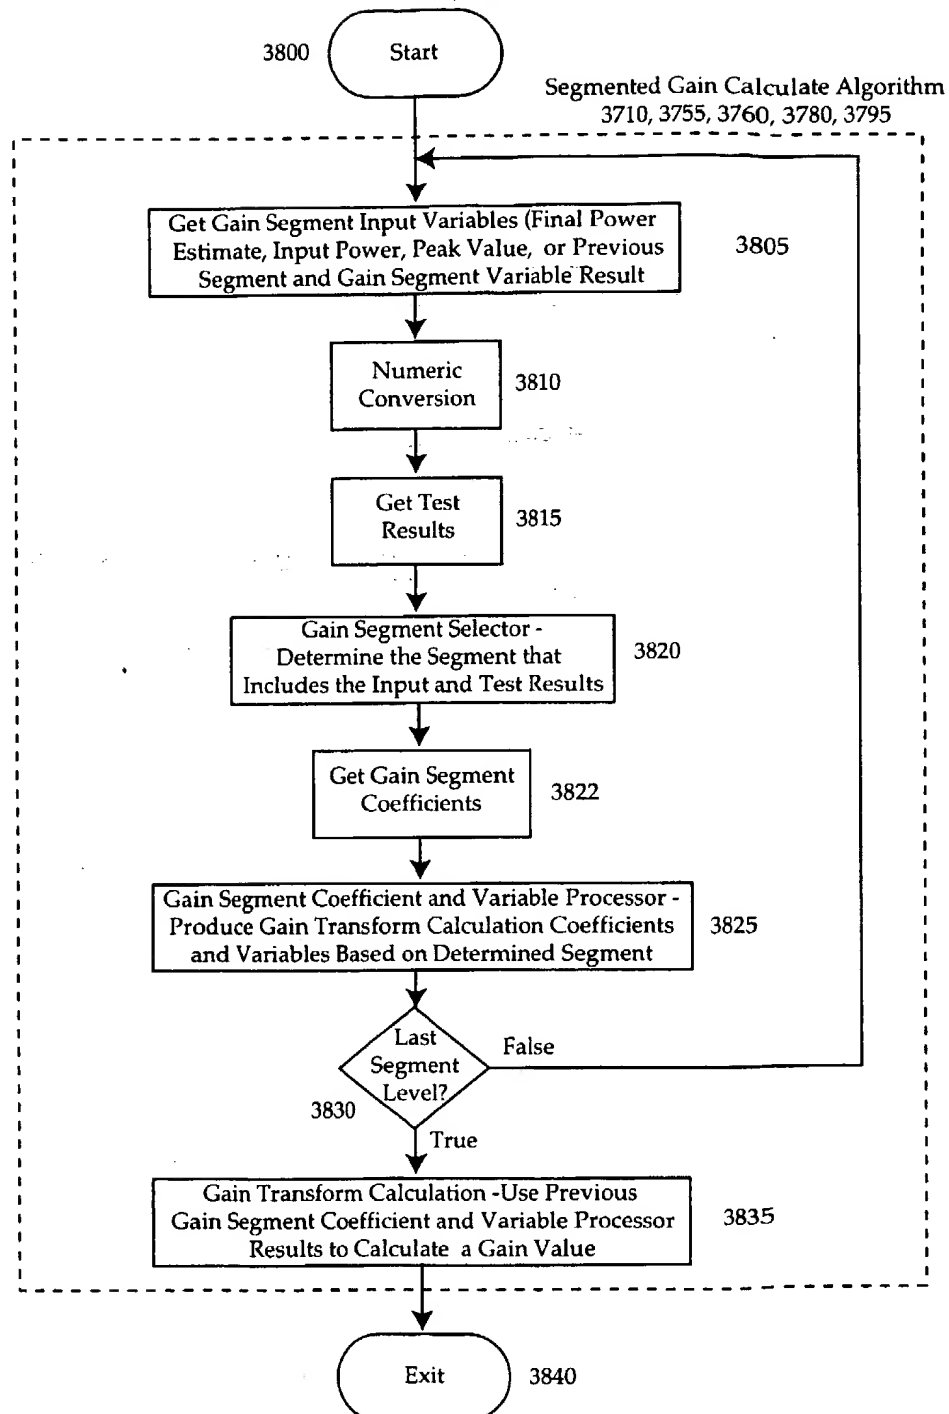 3800
Start
Segmented Gain Calculate Algorithm
3710, 3755, 3760, 3780, 3795
Get Gain Segment Input Variables (Final Power
Estimate, Input Power, Peak Value, or Previous
Segment and Gain Segment Variable Result
3805
Numeric
Conversion
3810
Get Test
Results
3815
Gain Segment Selector -
Determine the Segment that
Includes the Input and Test Results
3820
Get Gain Segment
Coefficients
3822
Gain Segment Coefficient and Variable Processor -
Produce Gain Transform Calculation Coefficients
and Variables Based on Determined Segment
3825
Last
Segment
Level?
False
3830
True
Gain Transform Calculation -Use Previous
Gain Segment Coefficient and Variable Processor
Results to Calculate a Gain Value
3835
Exit
3840